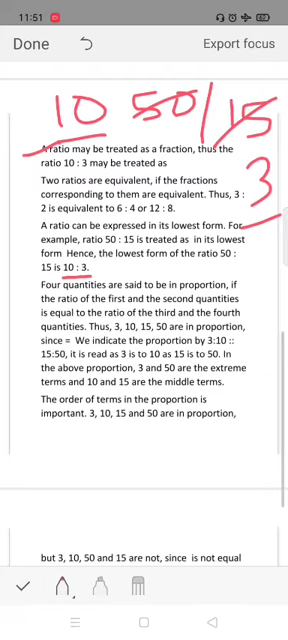 11:51
Done Export focus
10 50/15
3
A ratio may be treated as a fraction, thus the
ratio 10 : 3 may be treated as
Two ratios are equivalent, if the fractions
corresponding to them are equivalent. Thus, 3 :
2 is equivalent to 6 : 4 or 12 : 8.
A ratio can be expressed in its lowest form. For
example, ratio 50 : 15 is treated as in its lowest
form Hence, the lowest form of the ratio 50 :
15 is 10 : 3.
Four quantities are said to be in proportion, if
the ratio of the first and the second quantities
is equal to the ratio of the third and the fourth
quantities. Thus, 3, 10, 15, 50 are in proportion,
since = We indicate the proportion by 3:10 ::
15:50, it is read as 3 is to 10 as 15 is to 50. In
the above proportion, 3 and 50 are the extreme
terms and 10 and 15 are the middle terms.
The order of terms in the proportion is
important. 3, 10, 15 and 50 are in proportion,
but 3, 10, 50 and 15 are not, since is not equal